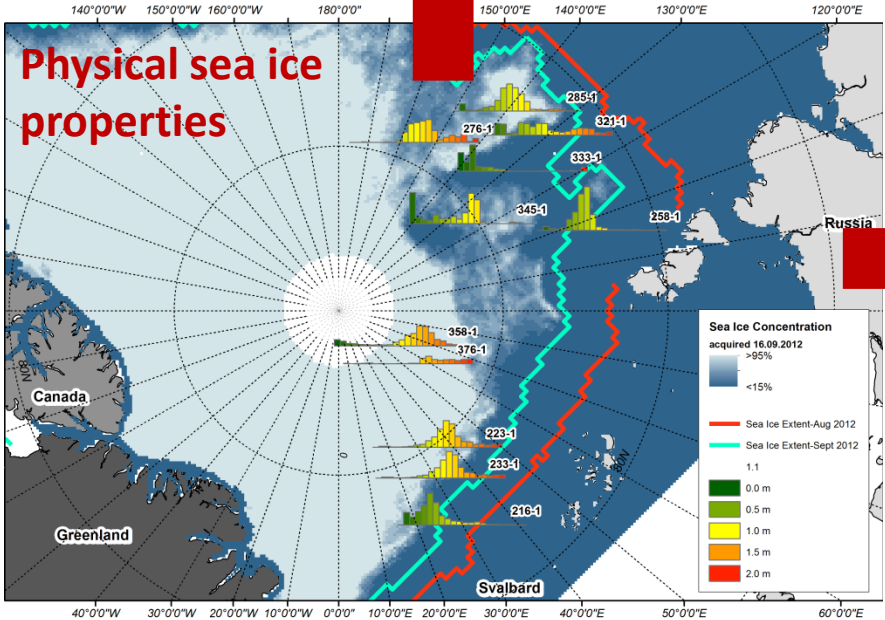 140°0'0"W 150°0'0"W 160°0'0"W 180°0'0"E 150°0'0"E 140°0'0"E 130°0'0"E 120°0'0"E
Physical sea ice
properties
285-1
276-1
321-1
333-1
345-1
258-1
Russia
358-1
376-1
80N
Canada
223-1
233-1
216-1
80N
Greenland
Svalbard
Sea Ice Concentration
acquired 16.09.2012
>95%
<15%
Sea Ice Extent-Aug 2012
Sea Ice Extent-Sept 2012
1.1
0.0 m
0.5 m
1.0 m
1.5 m
2.0 m
40°0'0"W 20°0'0"W 10°0'0"W 0°0'0" 10°0'0"E 20°0'0"E 30°0'0"E 40°0'0"E 50°0'0"E 60°0'0"E